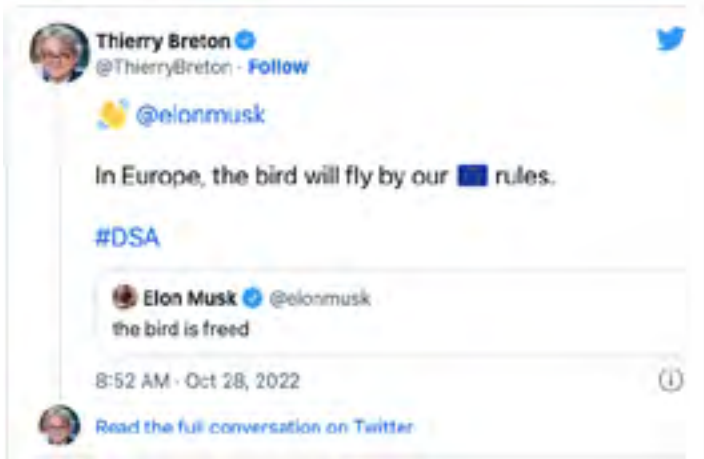 Thierry Breton
@ThierryBreton · Follow
👋 @elonmusk
In Europe, the bird will fly by our 🇪🇺 rules.
#DSA
Elon Musk @elonmusk
the bird is freed
8:52 AM · Oct 28, 2022
Read the full conversation on Twitter